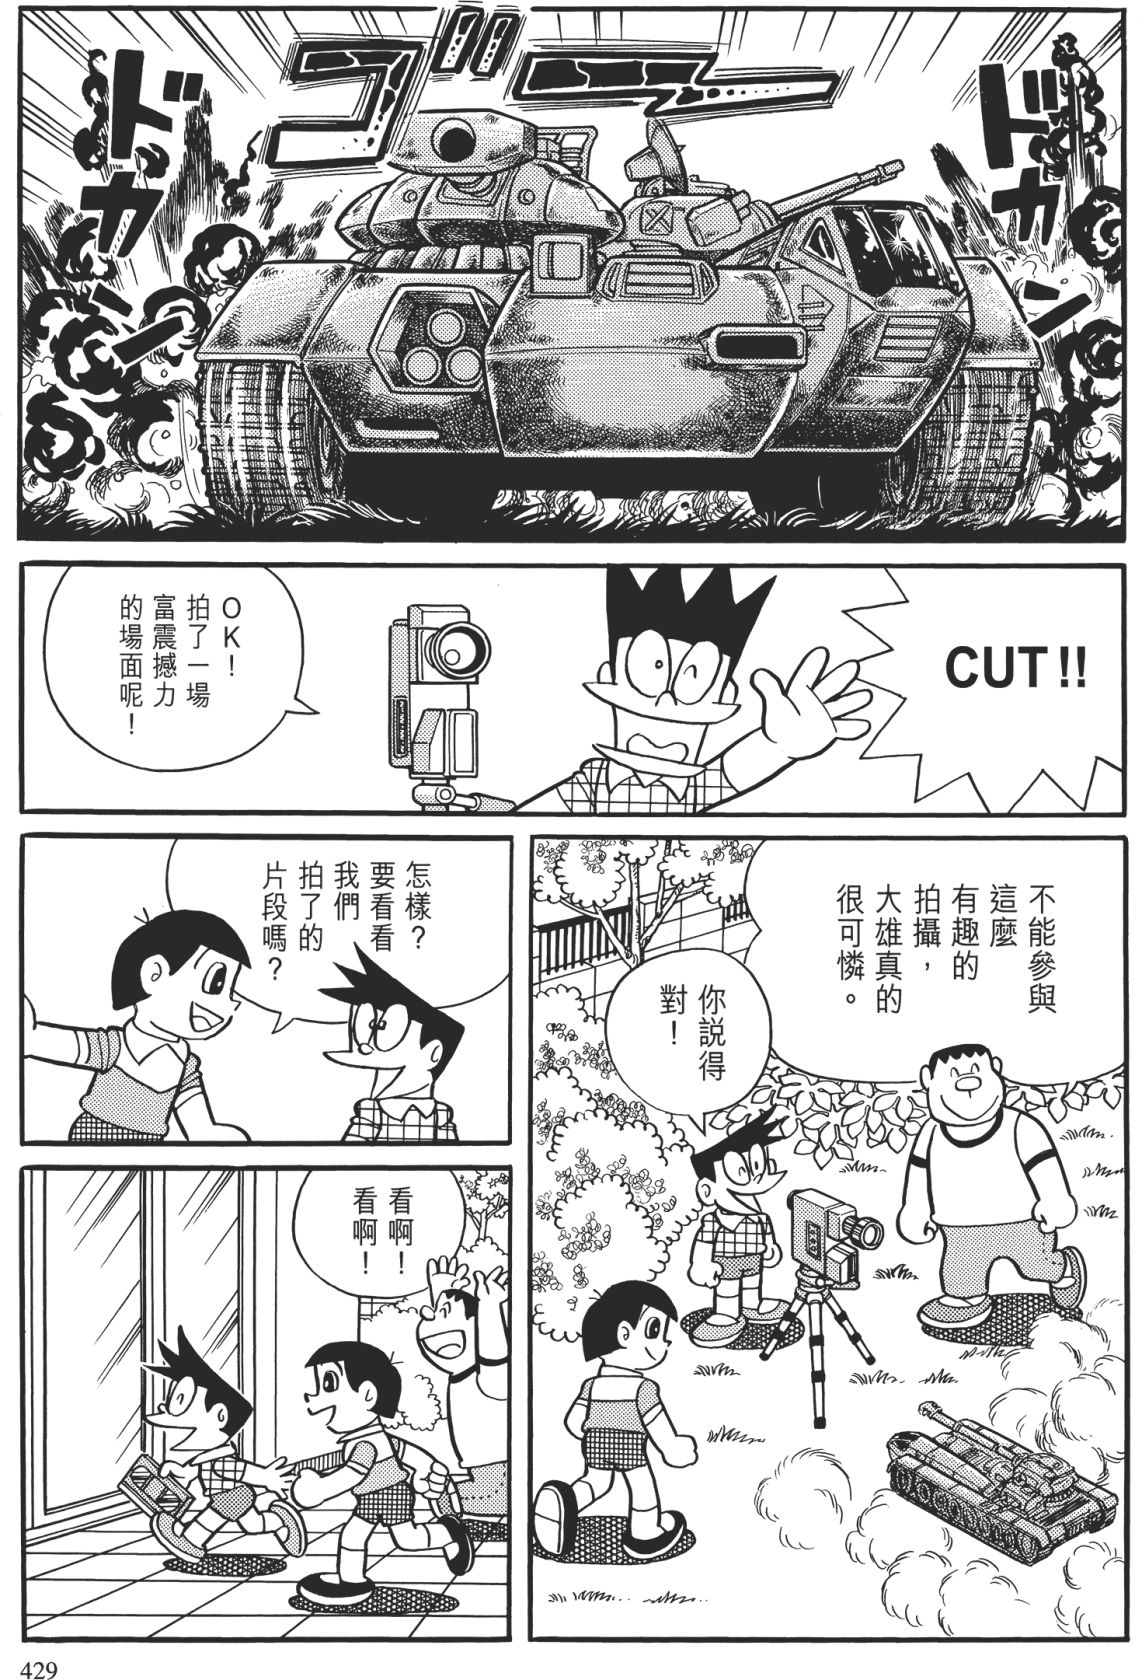 ゴゴー
ドカーン
ドカーン
CUT!!
OK！
拍了一場
富震撼力
的場面呢！
不能參與
這麼
有趣的
拍攝，
大雄真的
很可憐。
你說得
對！
怎樣？
要看看
我們
拍了的
片段嗎？
看啊！
看啊！
429